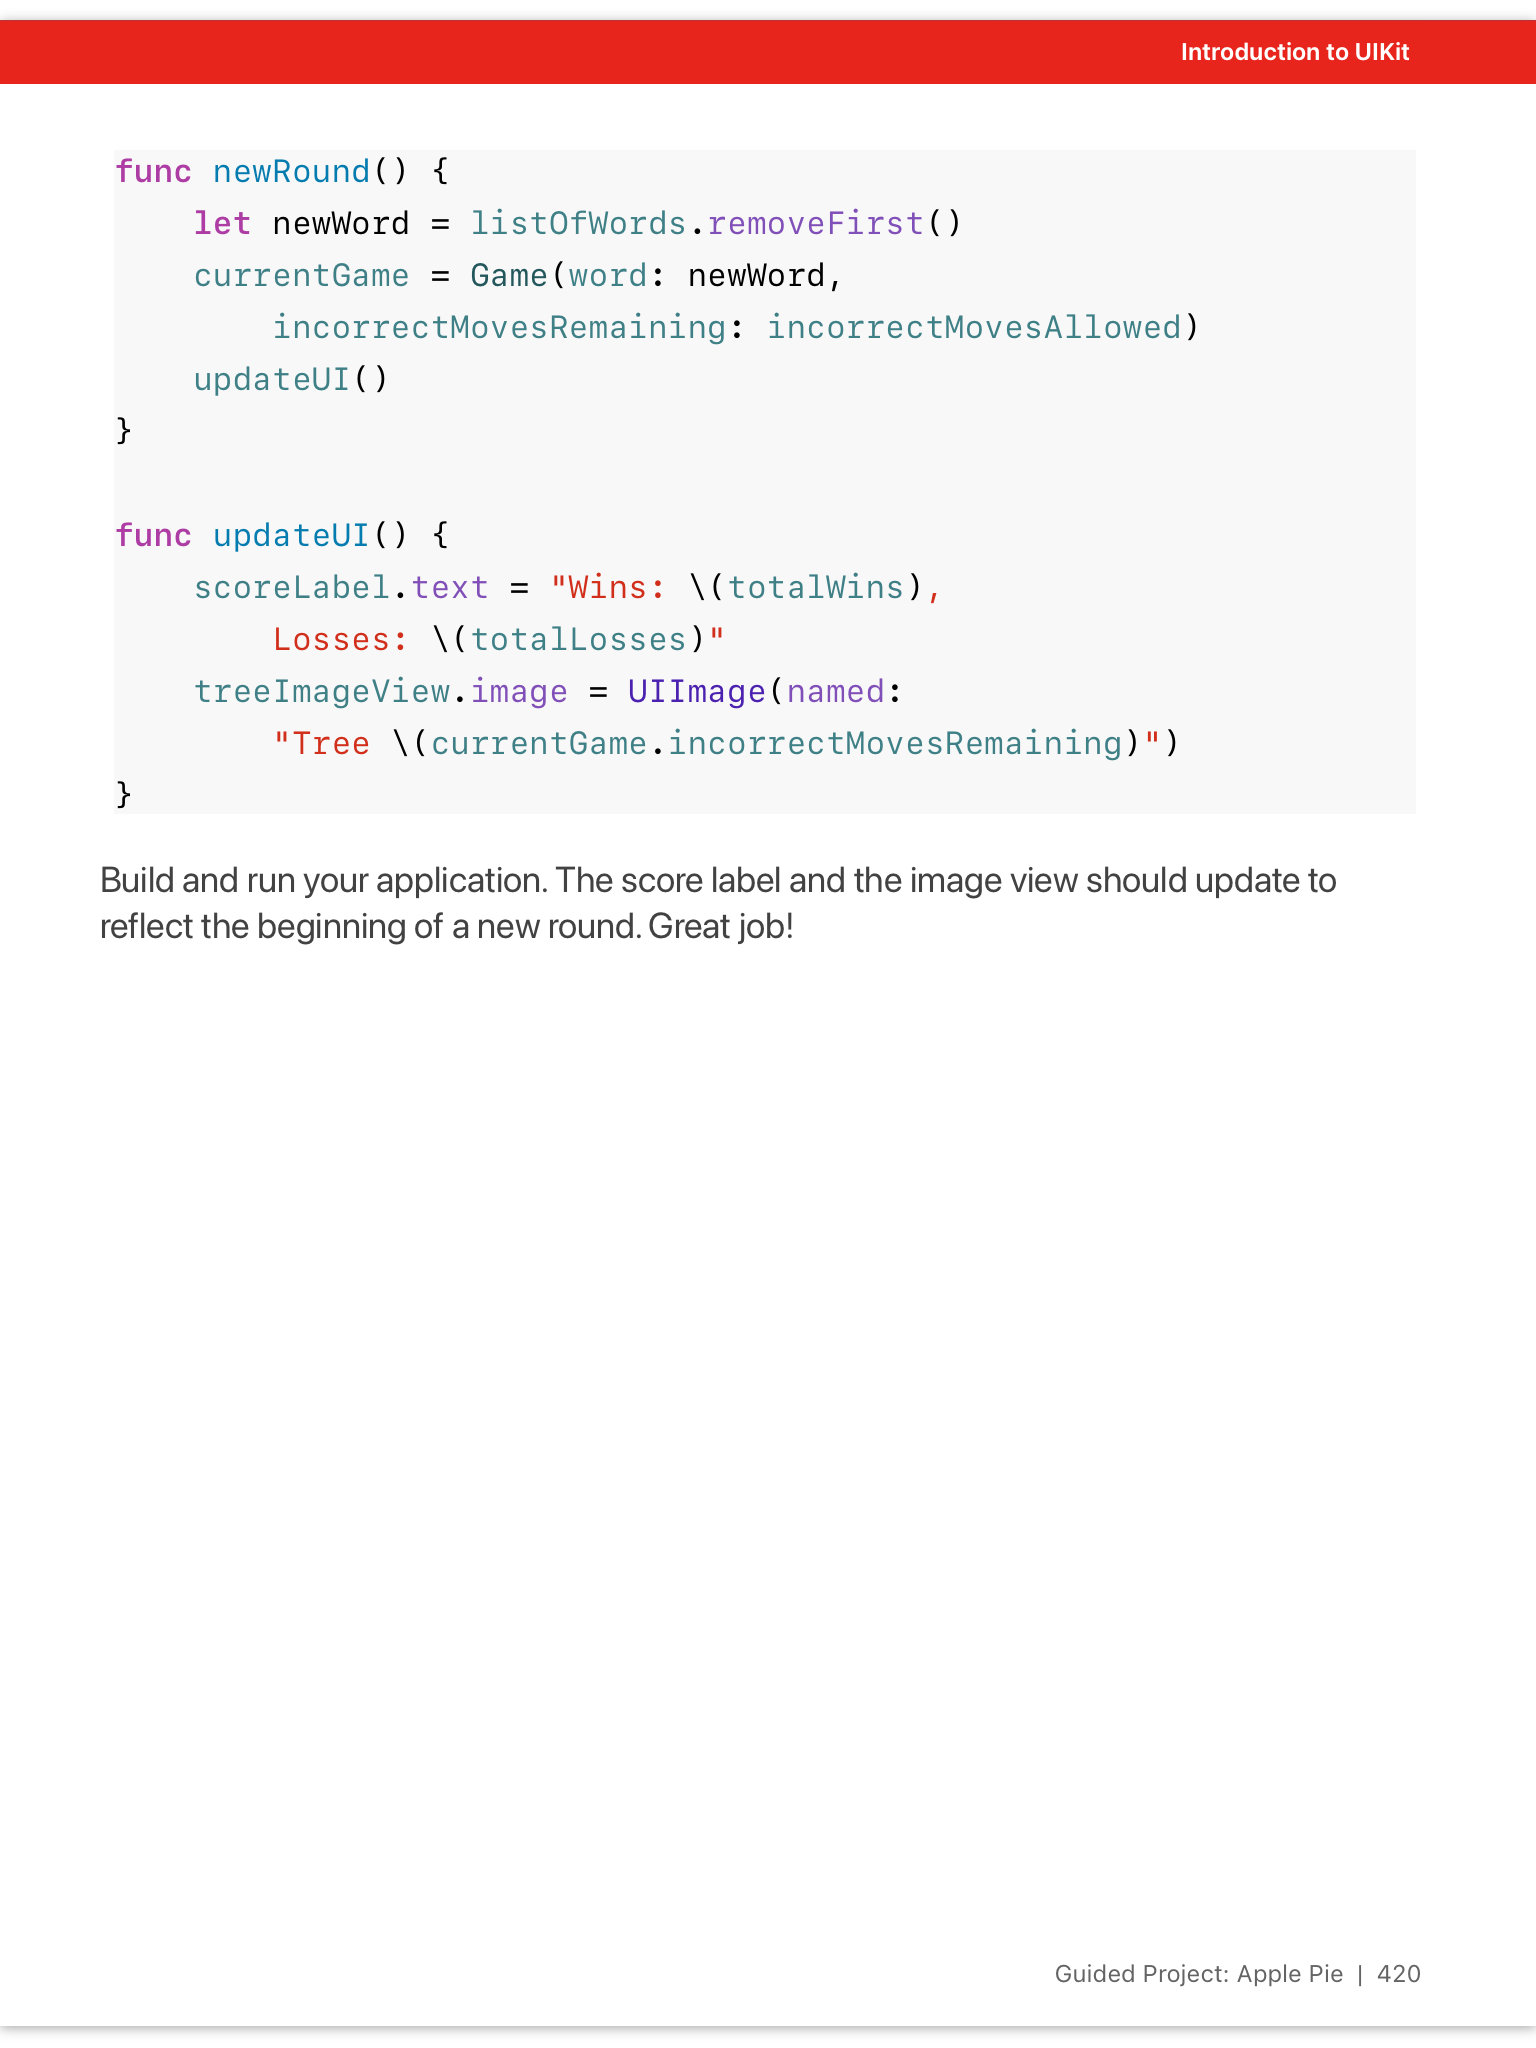 Introduction to UIKit
func newRound() {
    let newWord = listOfWords.removeFirst()
    currentGame = Game(word: newWord,
        incorrectMovesRemaining: incorrectMovesAllowed)
    updateUI()
}

func updateUI() {
    scoreLabel.text = "Wins: \(totalWins),
        Losses: \(totalLosses)"
    treeImageView.image = UIImage(named:
        "Tree \(currentGame.incorrectMovesRemaining)")
}
Build and run your application. The score label and the image view should update to
reflect the beginning of a new round. Great job!
Guided Project: Apple Pie | 420